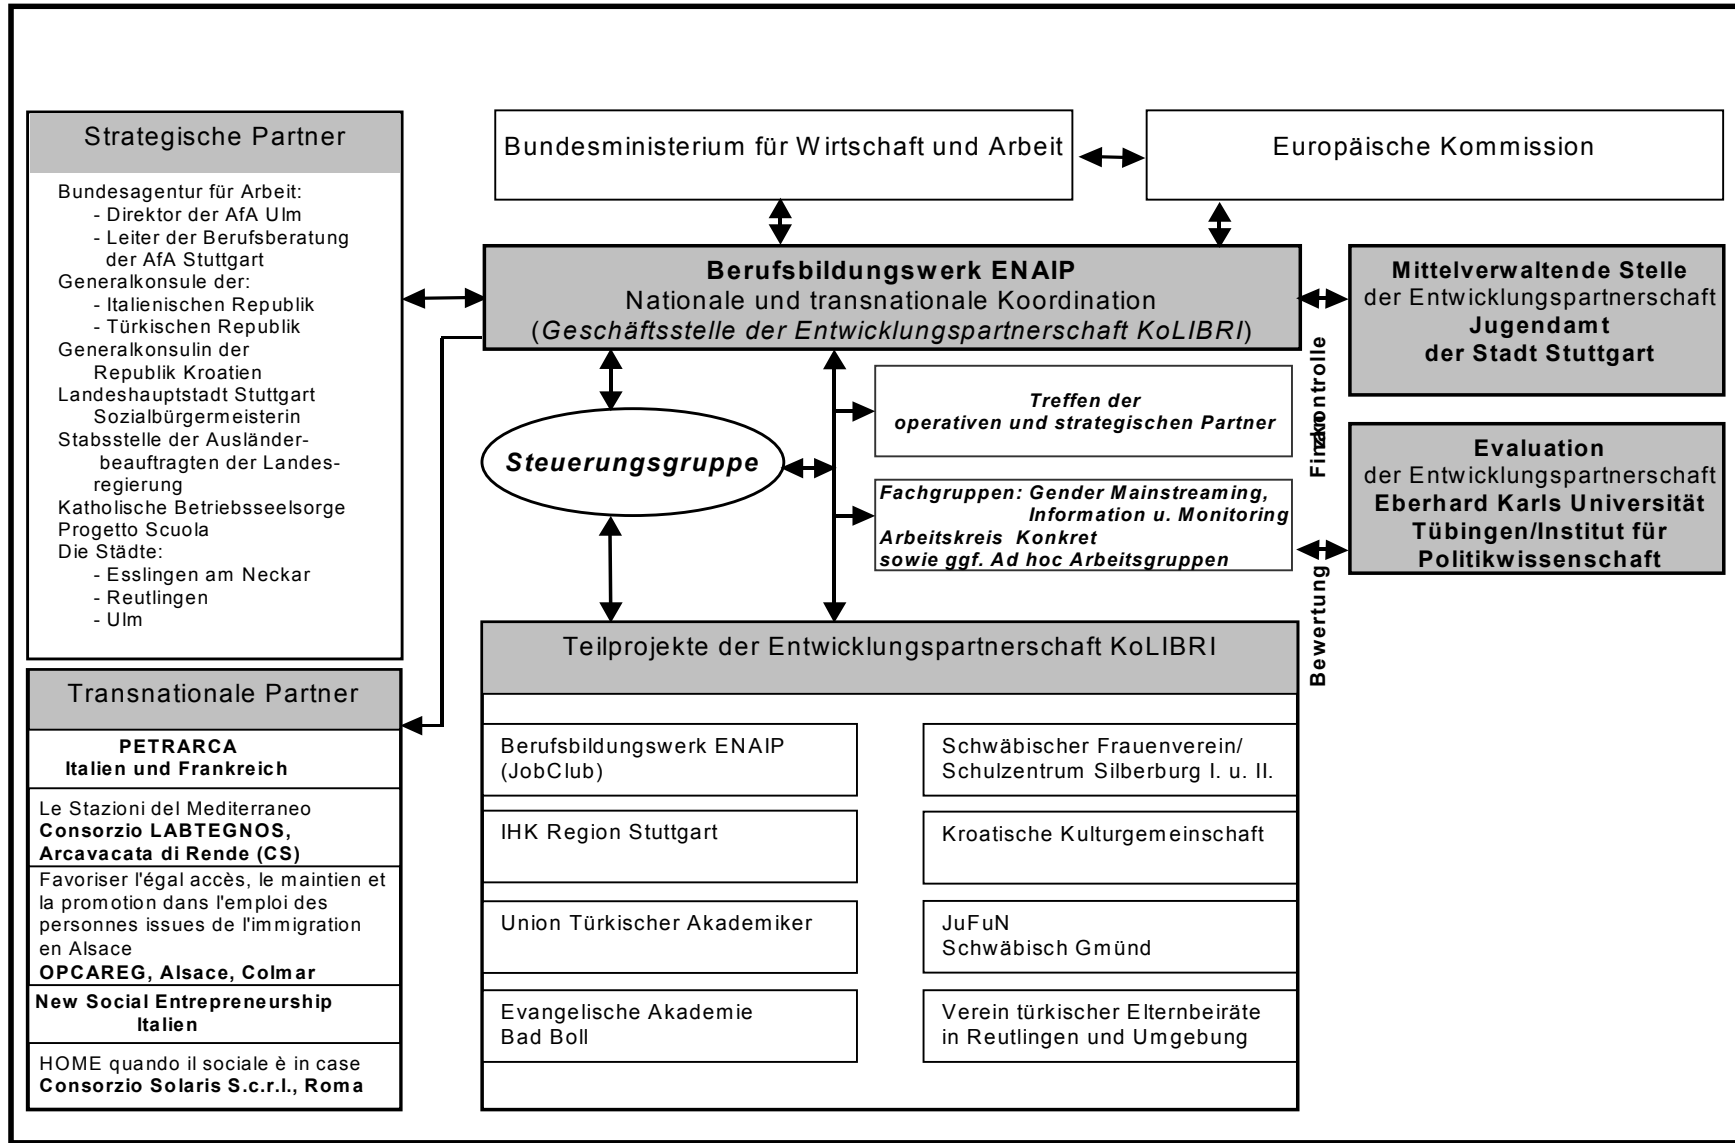 Strategische Partner
Bundesagentur für Arbeit:
- Direktor der AfA Ulm
- Leiter der Berufsberatung
der AfA Stuttgart
Generalkonsule der:
- Italienischen Republik
- Türkischen Republik
Generalkonsulin der
Republik Kroatien
Landeshauptstadt Stuttgart
Sozialbürgermeisterin
Stabsstelle der Ausländer-
beauftragten der Landes-
regierung
Katholische Betriebsseelsorge
Progetto Scuola
Die Städte:
- Esslingen am Neckar
- Reutlingen
- Ulm
Transnationale Partner
PETRARCA
Italien und Frankreich
Le Stazioni del Mediterraneo
Consorzio LABTEGNOS,
Arcavacata di Rende (CS)
Favoriser l'égal accès, le maintien et
la promotion dans l'emploi des
personnes issues de l'immigration
en Alsace
OPCAREG, Alsace, Colmar
New Social Entrepreneurship
Italien
HOME quando il sociale è in case
Consorzio Solaris S.c.r.l., Roma
Bundesministerium für Wirtschaft und Arbeit
Europäische Kommission
Berufsbildungswerk ENAIP
Nationale und transnationale Koordination
(Geschäftsstelle der Entwicklungspartnerschaft KoLIBRI)
Steuerungsgruppe
Treffen der
operativen und strategischen Partner
Fachgruppen: Gender Mainstreaming,
Information u. Monitoring
Arbeitskreis Konkret
sowie ggf. Ad hoc Arbeitsgruppen
Mittelverwaltende Stelle
der Entwicklungspartnerschaft
Jugendamt
der Stadt Stuttgart
Evaluation
der Entwicklungspartnerschaft
Eberhard Karls Universität
Tübingen/Institut für
Politikwissenschaft
Bewertung
Teilprojekte der Entwicklungspartnerschaft KoLIBRI
Berufsbildungswerk ENAIP
(JobClub)
Schwäbischer Frauenverein/
Schulzentrum Silberburg I. u. II.
IHK Region Stuttgart
Kroatische Kulturgemeinschaft
Union Türkischer Akademiker
JuFuN
Schwäbisch Gmünd
Evangelische Akademie
Bad Boll
Verein türkischer Elternbeiräte
in Reutlingen und Umgebung